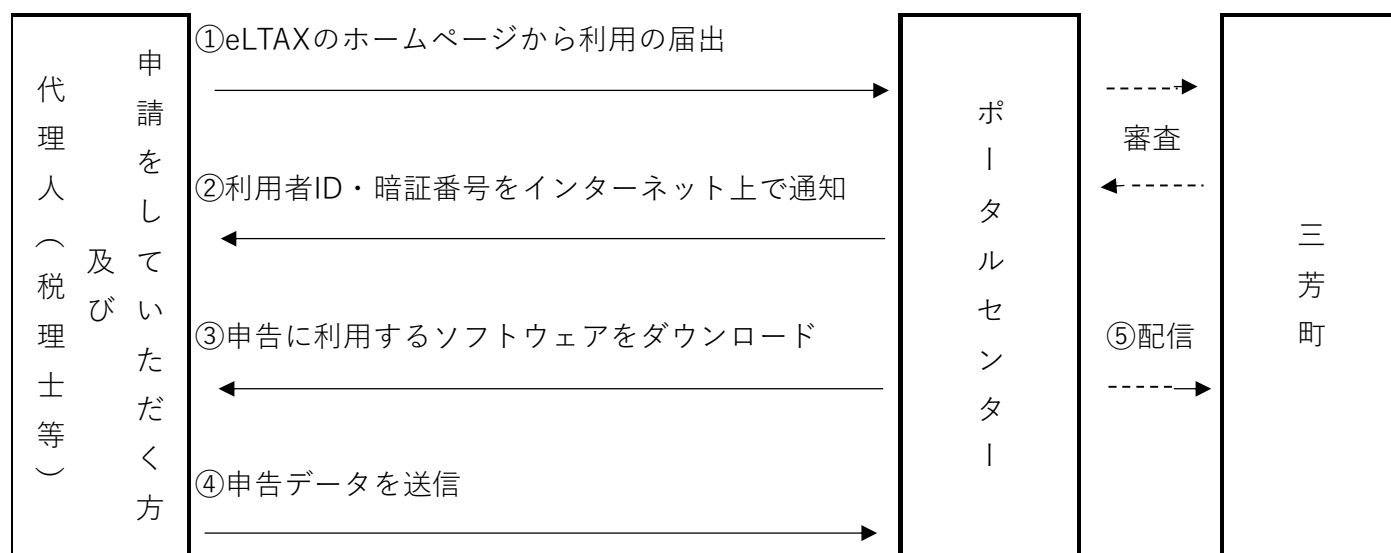 申請をしていただく方
及び
代理人（税理士等）
①eLTAXのホームページから利用の届出
②利用者ID・暗証番号をインターネット上で通知
③申告に利用するソフトウェアをダウンロード
④申告データを送信
ポータルセンター
審査
⑤配信
三芳町